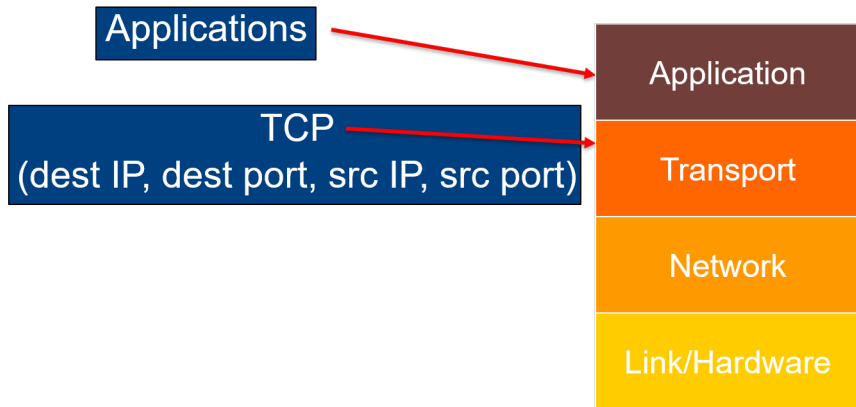 Applications
Application
TCP
(dest IP, dest port, src IP, src port)
Transport
Network
Link/Hardware